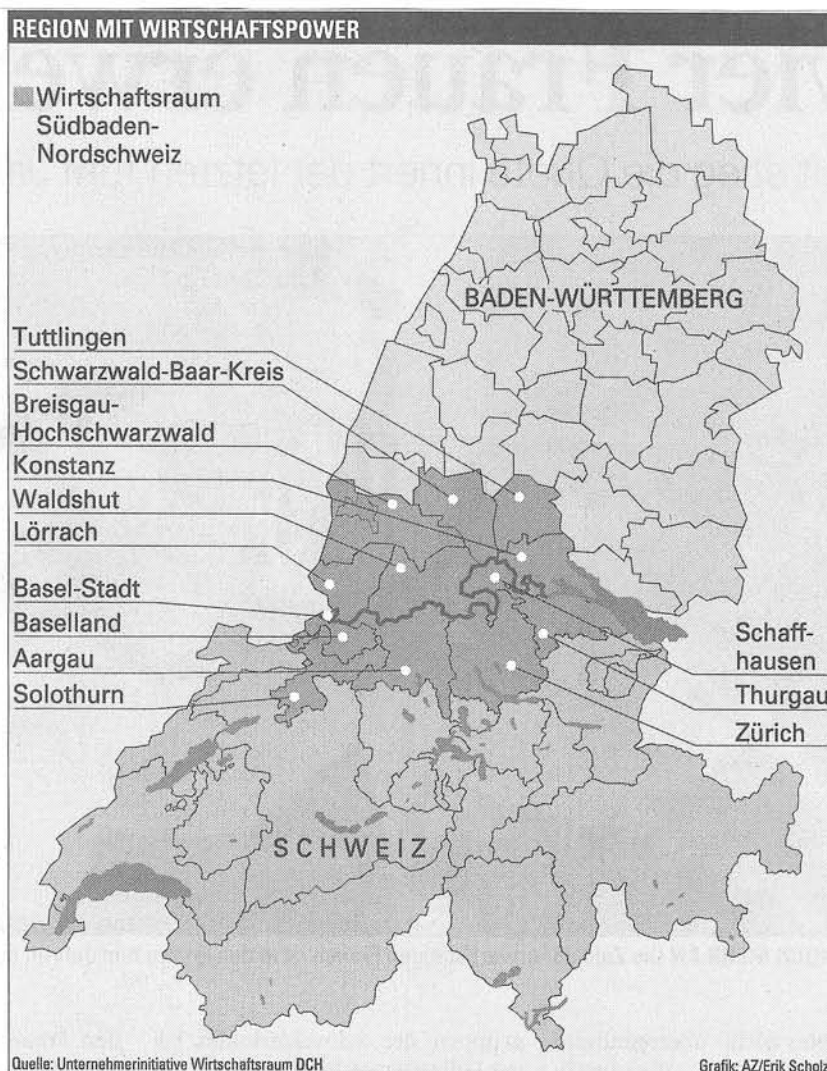 REGION MIT WIRTSCHAFTSPOWER
Wirtschaftsraum
Südbaden-
Nordschweiz
BADEN-WÜRTTEMBERG
Tuttlingen
Schwarzwald-Baar-Kreis
Breisgau-
Hochschwarzwald
Konstanz
Waldshut
Lörrach
Basel-Stadt
Baselland
Aargau
Solothurn
Schaff-
hausen
Thurgau
Zürich
SCHWEIZ
Quelle: Unternehmerinitiative Wirtschaftsraum DCH
Grafik: AZ/Erik Scholz